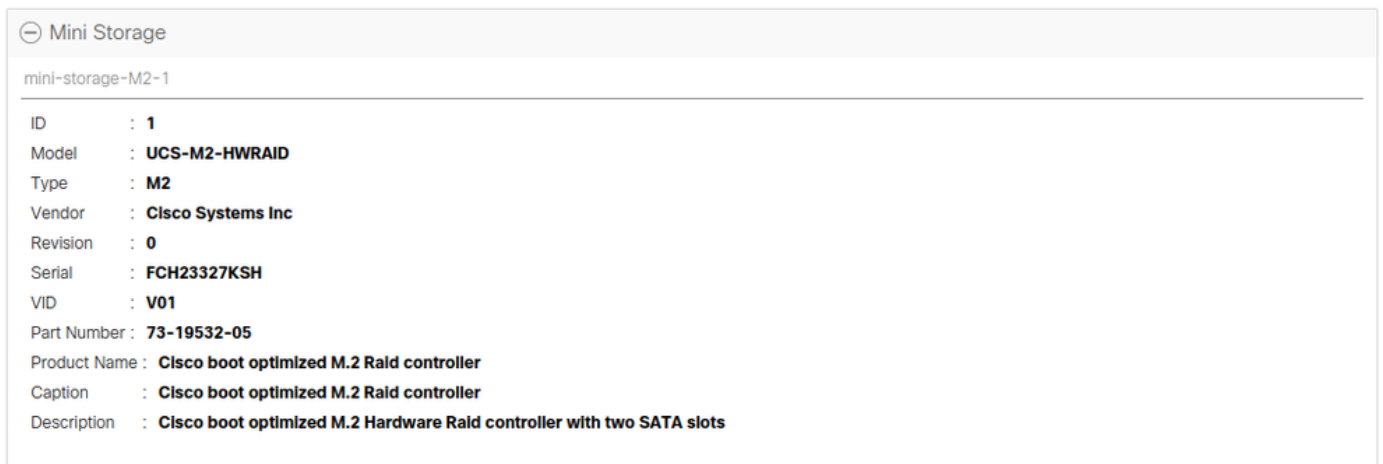 Mini Storage
mini-storage-M2-1
ID : 1
Model : UCS-M2-HWRAID
Type : M2
Vendor : Cisco Systems Inc
Revision : 0
Serial : FCH23327KSH
VID : V01
Part Number : 73-19532-05
Product Name : Cisco boot optimized M.2 Raid controller
Caption : Cisco boot optimized M.2 Raid controller
Description : Cisco boot optimized M.2 Hardware Raid controller with two SATA slots